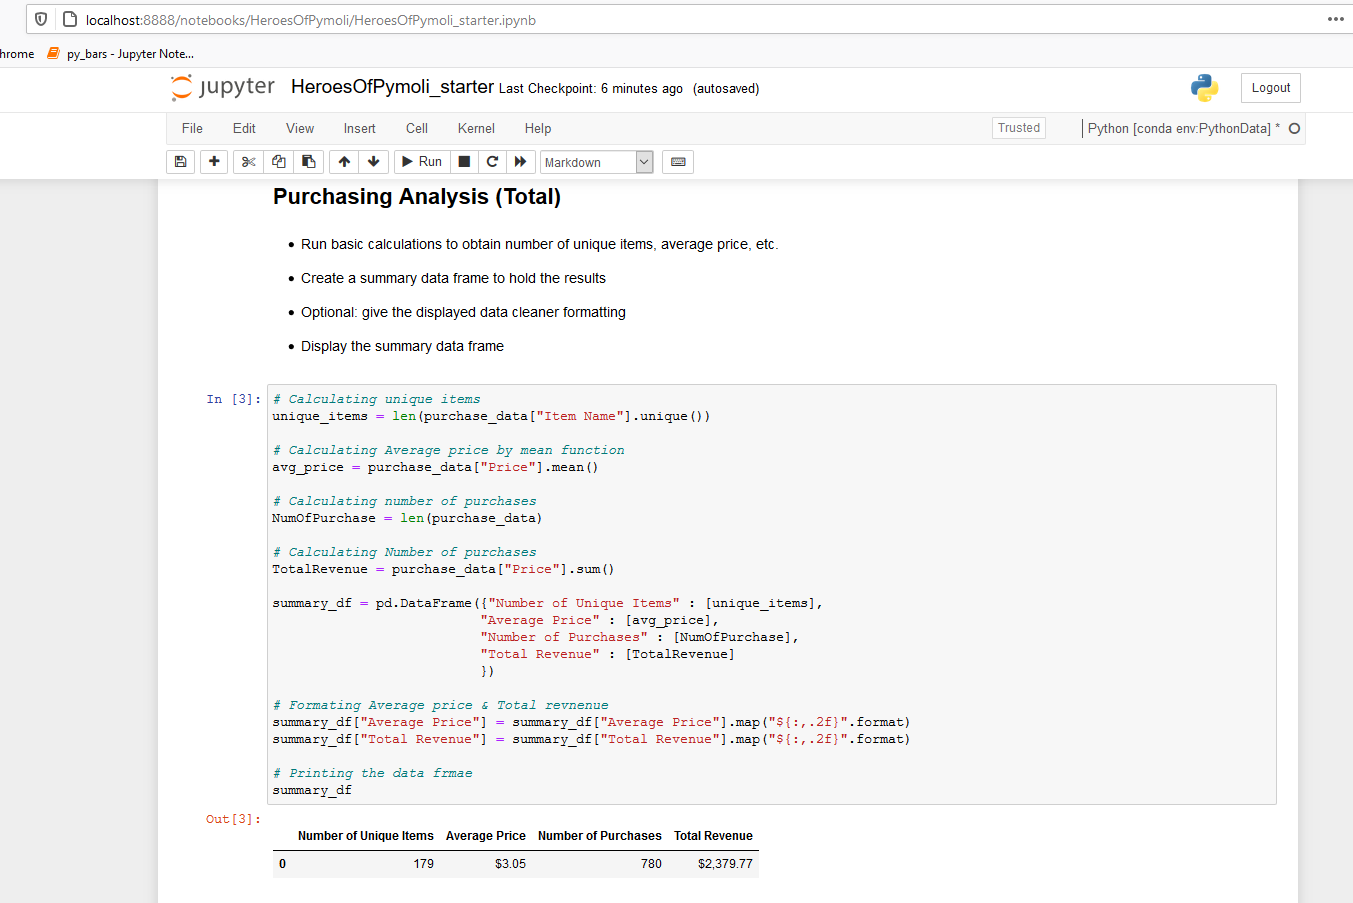 localhost:8888/notebooks/HeroesOfPymoli/HeroesOfPymoli_starter.ipynb
hrome py_bars - Jupyter Note...
jupyter HeroesOfPymoli_starter Last Checkpoint: 6 minutes ago (autosaved) Logout
File Edit View Insert Cell Kernel Help Trusted Python [conda env:PythonData] *
Run Markdown
Purchasing Analysis (Total)
Run basic calculations to obtain number of unique items, average price, etc.
Create a summary data frame to hold the results
Optional: give the displayed data cleaner formatting
Display the summary data frame
In [3]: # Calculating unique items
unique_items = len(purchase_data["Item Name"].unique())
# Calculating Average price by mean function
avg_price = purchase_data["Price"].mean()
# Calculating number of purchases
NumOfPurchase = len(purchase_data)
# Calculating Number of purchases
TotalRevenue = purchase_data["Price"].sum()
summary_df = pd.DataFrame({"Number of Unique Items" : [unique_items],
"Average Price" : [avg_price],
"Number of Purchases" : [NumOfPurchase],
"Total Revenue" : [TotalRevenue]
})
# Formating Average price & Total revnenue
summary_df["Average Price"] = summary_df["Average Price"].map("${:,.2f}".format)
summary_df["Total Revenue"] = summary_df["Total Revenue"].map("${:,.2f}".format)
# Printing the data frmae
summary_df
Out[3]:
Number of Unique Items Average Price Number of Purchases Total Revenue
0 179 $3.05 780 $2,379.77